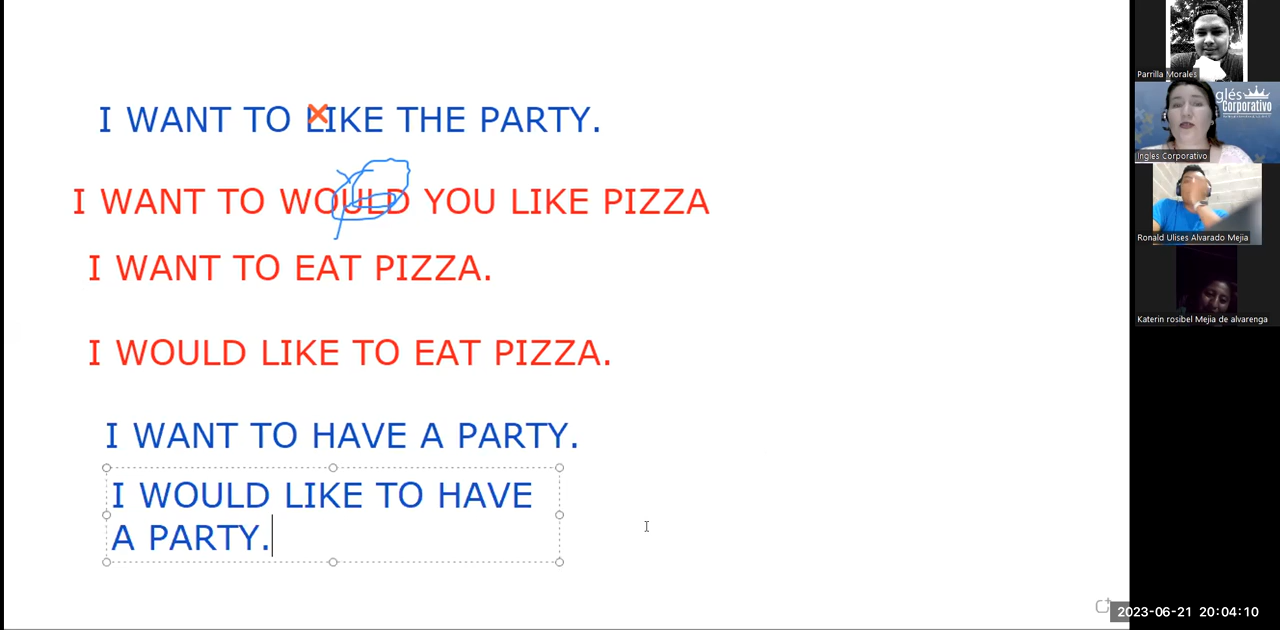 I WANT TO LIKE THE PARTY.
I WANT TO WOULD YOU LIKE PIZZA
I WANT TO EAT PIZZA.
I WOULD LIKE TO EAT PIZZA.
I WANT TO HAVE A PARTY.
I WOULD LIKE TO HAVE
A PARTY.
Parrilla Morales
glés
Corporativo
Ingles Corporativo
Ronald Ulises Alvarado Mejia
Katerin rosibel Mejia de alvarenga
2023-06-21 20:04:10